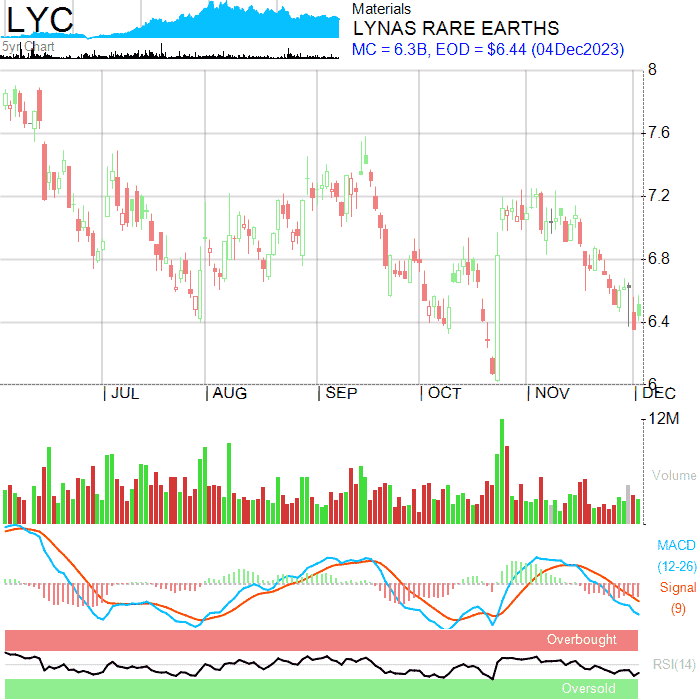 LYC
5yr Chart
Materials
LYNAS RARE EARTHS
MC = 6.3B, EOD = $6.44 (04Dec2023)
8
7.6
7.2
6.8
6.4
6
JUL AUG SEP OCT NOV DEC
12M
Volume
MACD
(12-26)
Signal
(9)
Overbought
RSI(14)
Oversold